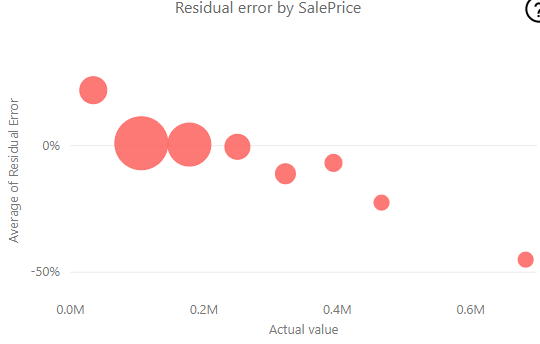 Residual error by SalePrice
?
Average of Residual Error
0%
-50%
0.0M 0.2M 0.4M 0.6M
Actual value